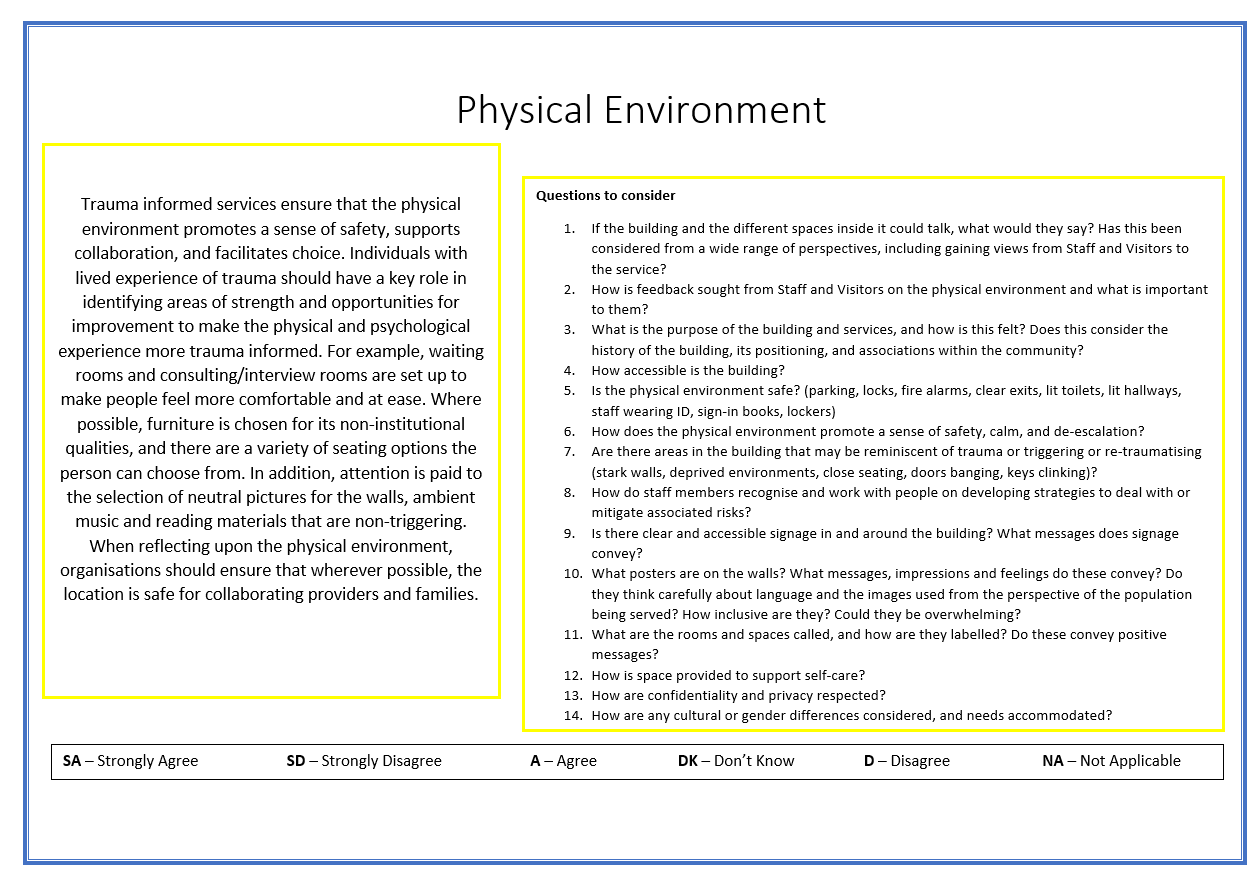 Physical Environment
Trauma informed services ensure that the physical
environment promotes a sense of safety, supports
collaboration, and facilitates choice. Individuals with
lived experience of trauma should have a key role in
identifying areas of strength and opportunities for
improvement to make the physical and psychological
experience more trauma informed. For example, waiting
rooms and consulting/interview rooms are set up to
make people feel more comfortable and at ease. Where
possible, furniture is chosen for its non-institutional
qualities, and there are a variety of seating options the
person can choose from. In addition, attention is paid to
the selection of neutral pictures for the walls, ambient
music and reading materials that are non-triggering.
When reflecting upon the physical environment,
organisations should ensure that wherever possible, the
location is safe for collaborating providers and families.
Questions to consider
1. If the building and the different spaces inside it could talk, what would they say? Has this been
considered from a wide range of perspectives, including gaining views from Staff and Visitors to
the service?
2. How is feedback sought from Staff and Visitors on the physical environment and what is important
to them?
3. What is the purpose of the building and services, and how is this felt? Does this consider the
history of the building, its positioning, and associations within the community?
4. How accessible is the building?
5. Is the physical environment safe? (parking, locks, fire alarms, clear exits, lit toilets, lit hallways,
staff wearing ID, sign-in books, lockers)
6. How does the physical environment promote a sense of safety, calm, and de-escalation?
7. Are there areas in the building that may be reminiscent of trauma or triggering or re-traumatising
(stark walls, deprived environments, close seating, doors banging, keys clinking)?
8. How do staff members recognise and work with people on developing strategies to deal with or
mitigate associated risks?
9. Is there clear and accessible signage in and around the building? What messages does signage
convey?
10. What posters are on the walls? What messages, impressions and feelings do these convey? Do
they think carefully about language and the images used from the perspective of the population
being served? How inclusive are they? Could they be overwhelming?
11. What are the rooms and spaces called, and how are they labelled? Do these convey positive
messages?
12. How is space provided to support self-care?
13. How are confidentiality and privacy respected?
14. How are any cultural or gender differences considered, and needs accommodated?
SA – Strongly Agree SD – Strongly Disagree A – Agree DK – Don’t Know D – Disagree NA – Not Applicable